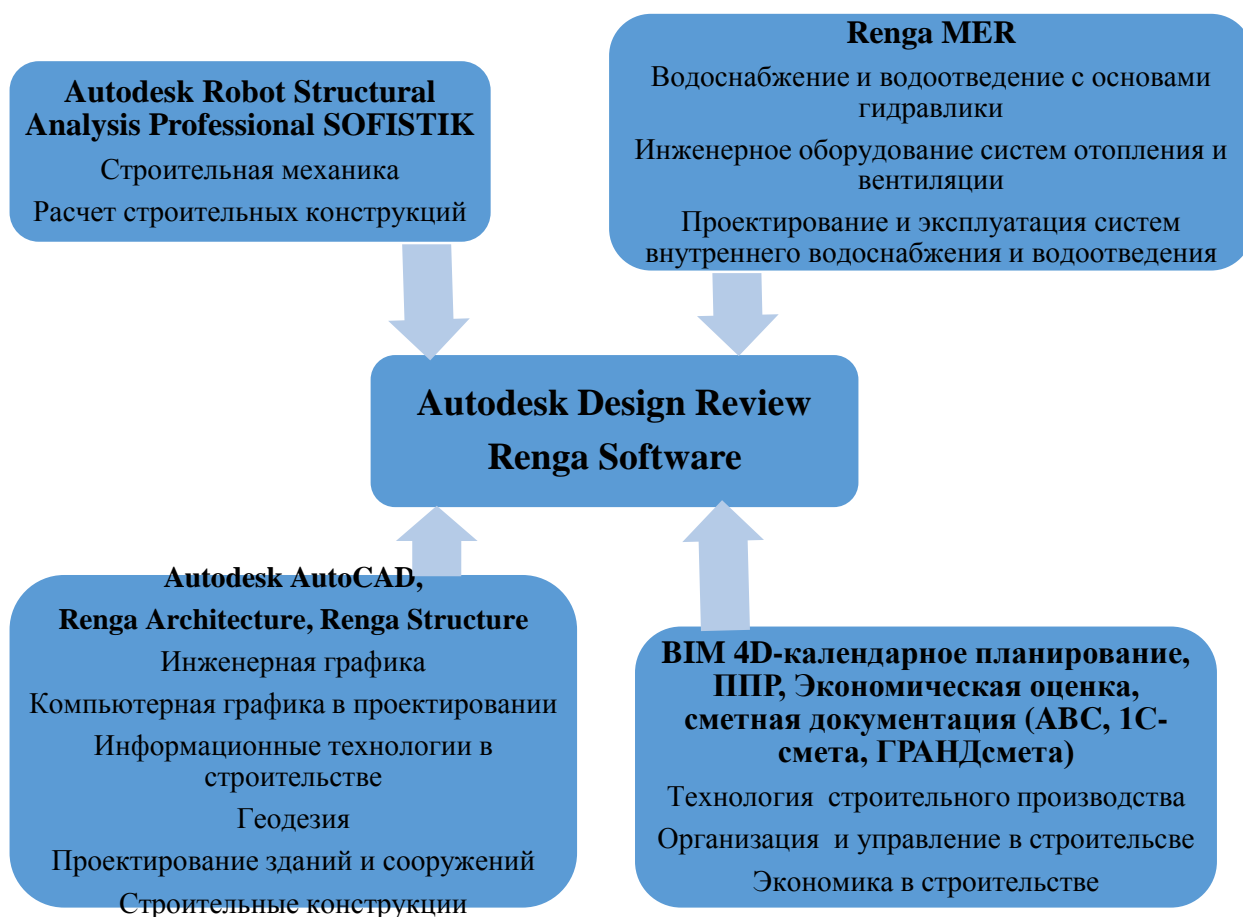 Autodesk Robot Structural
Analysis Professional SOFISTIK
Строительная механика
Расчет строительных конструкций
Renga MER
Водоснабжение и водоотведение с основами
гидравлики
Инженерное оборудование систем отопления и
вентиляции
Проектирование и эксплуатация систем
внутреннего водоснабжения и водоотведения
Autodesk Design Review
Renga Software
Autodesk AutoCAD,
Renga Architecture, Renga Structure
Инженерная графика
Компьютерная графика в проектировании
Информационные технологии в
строительстве
Геодезия
Проектирование зданий и сооружений
Строительные конструкции
BIM 4D-календарное планирование,
ППР, Экономическая оценка,
сметная документация (АВС, 1С-
смета, ГРАНДсмета)
Технология строительного производства
Организация и управление в строительсве
Экономика в строительстве